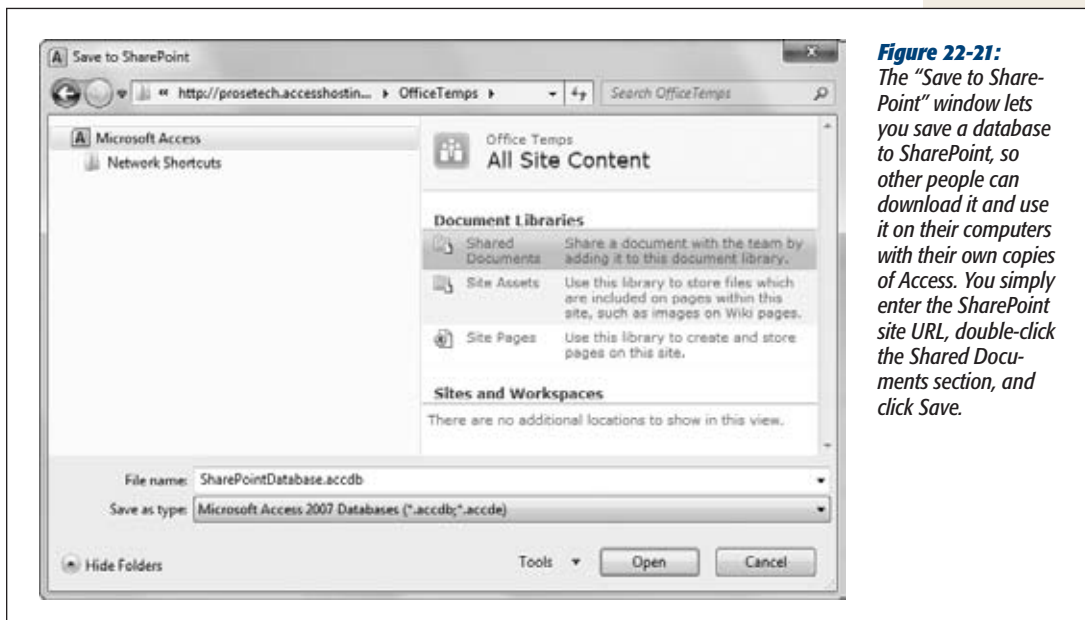 Save to SharePoint
« http://prosetech.accesshostin... ▸ OfficeTemps ▸
Search OfficeTemps
Microsoft Access
Network Shortcuts
Office Temps
All Site Content
Document Libraries
Shared Documents
Share a document with the team by
adding it to this document library.
Site Assets
Use this library to store files which
are included on pages within this
site, such as images on Wiki pages.
Site Pages
Use this library to create and store
pages on this site.
Sites and Workspaces
There are no additional locations to show in this view.
File name: SharePointDatabase.accdb
Save as type: Microsoft Access 2007 Databases (*.accdb;*.accde)
Hide Folders
Tools
Open
Cancel
Figure 22-21:
The “Save to Share-
Point” window lets
you save a database
to SharePoint, so
other people can
download it and use
it on their computers
with their own copies
of Access. You simply
enter the SharePoint
site URL, double-click
the Shared Docu-
ments section, and
click Save.